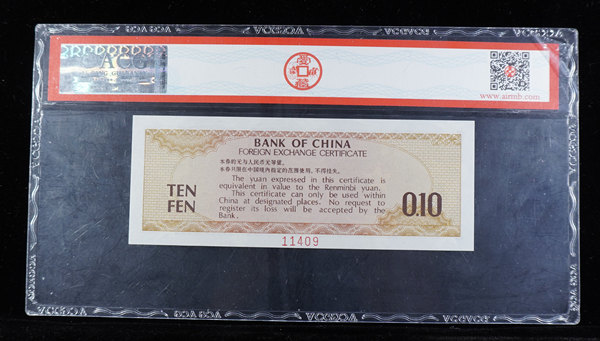 ACG
www.airmb.com
BANK OF CHINA
FOREIGN EXCHANGE CERTIFICATE
本券的元与人民币元等值。
本券只限在中国境内指定的范围使用,不得挂失。
The yuan expressed in this certificate is
equivalent in value to the Renminbi yuan.
This certificate can only be used within
China at designated places. No request to
register its loss will be accepted by the
Bank.
TEN
FEN
0.10
11409